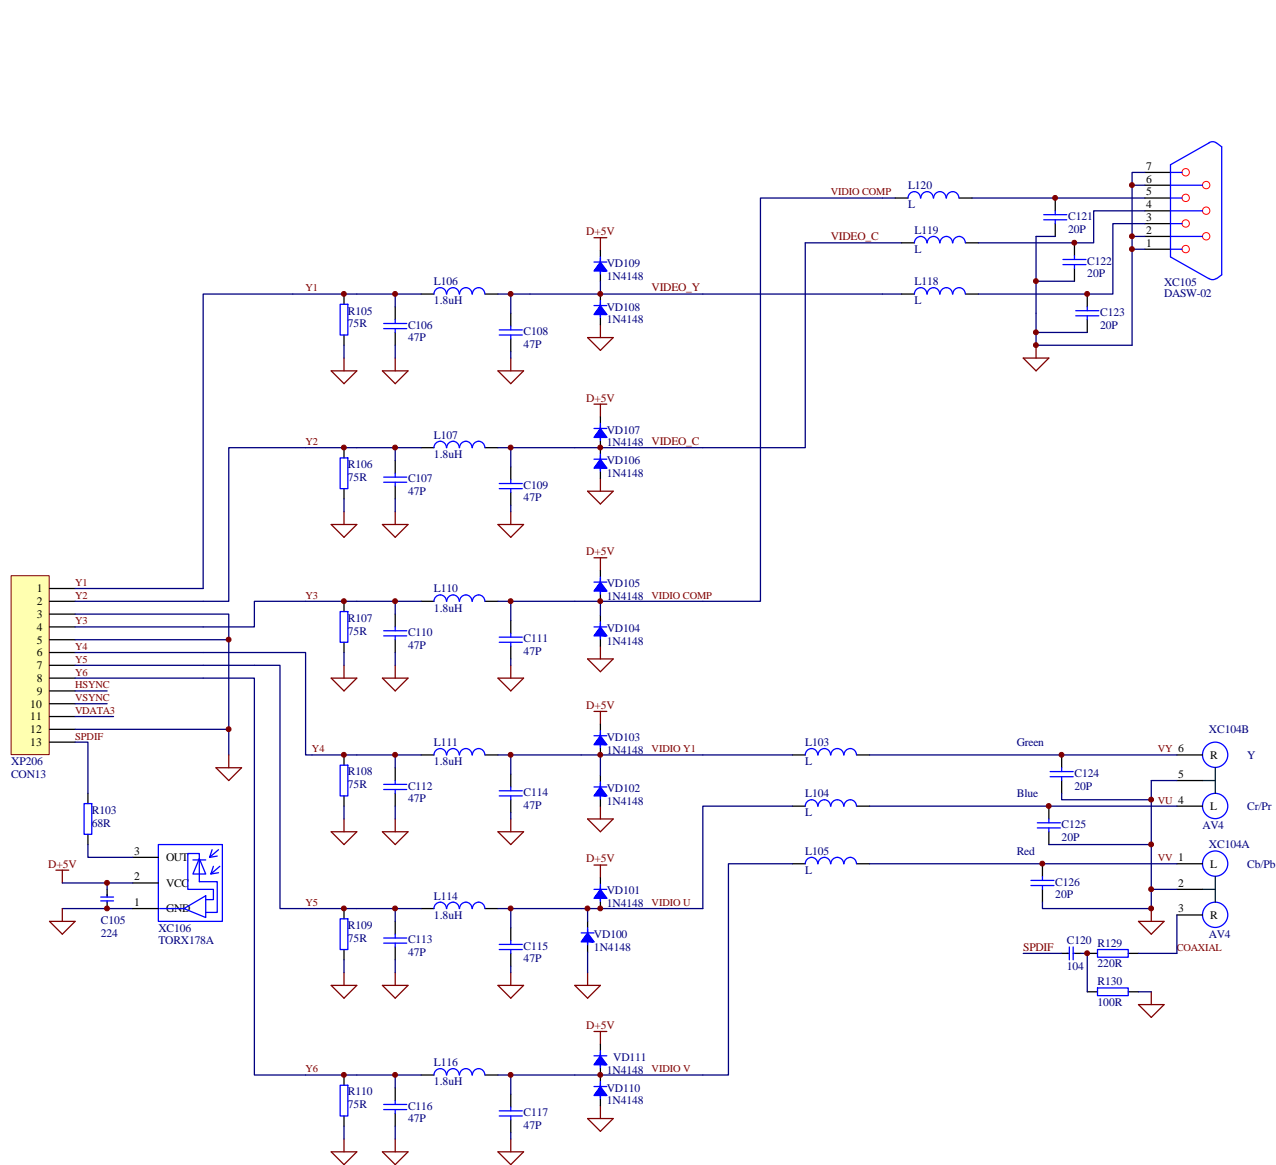 7
6
VIDIO COMP
L120
L
5
4
C121
20P
3
D+5V
VIDEO_C
L119
L
2
1
VD109
1N4148
C122
20P
XC105
DASW-02
Y1
L106
1.8uH
VIDEO_Y
L118
L
R105
75R
C106
47P
C108
47P
VD108
1N4148
C123
20P
D+5V
Y2
L107
1.8uH
VD107
1N4148
VIDEO_C
R106
75R
C107
47P
C109
47P
VD106
1N4148
D+5V
Y3
L110
1.8uH
VD105
1N4148
VIDIO COMP
R107
75R
C110
47P
C111
47P
VD104
1N4148
1 Y1
2 Y2
3
4 Y3
5
6 Y4
7 Y5
8 Y6
9 HSYNC
10 VSYNC
11 VDATA3
12
13 SPDIF
XP206
CON13
D+5V
Y4
L111
1.8uH
VD103
1N4148
VIDIO Y1
L103
L
Green
VY 6
XC104B
R
Y
R108
75R
C112
47P
C114
47P
VD102
1N4148
C124
20P
5
L104
L
Blue
VU 4
L
Cr/Pr
AV4
C125
20P
R103
68R
D+5V
3
OUT
2
VCC
1
GND
C105
224
XC106
TORX178A
D+5V
Y5
L114
1.8uH
VD101
1N4148
VIDIO U
L105
L
Red
VV 1
XC104A
L
Cb/Pb
C126
20P
2
3
R
AV4
R109
75R
C113
47P
C115
47P
VD100
1N4148
SPDIF
C120
104
R129
220R
COAXIAL
R130
100R
D+5V
Y6
L116
1.8uH
VD111
1N4148
VIDIO V
R110
75R
C116
47P
C117
47P
VD110
1N4148